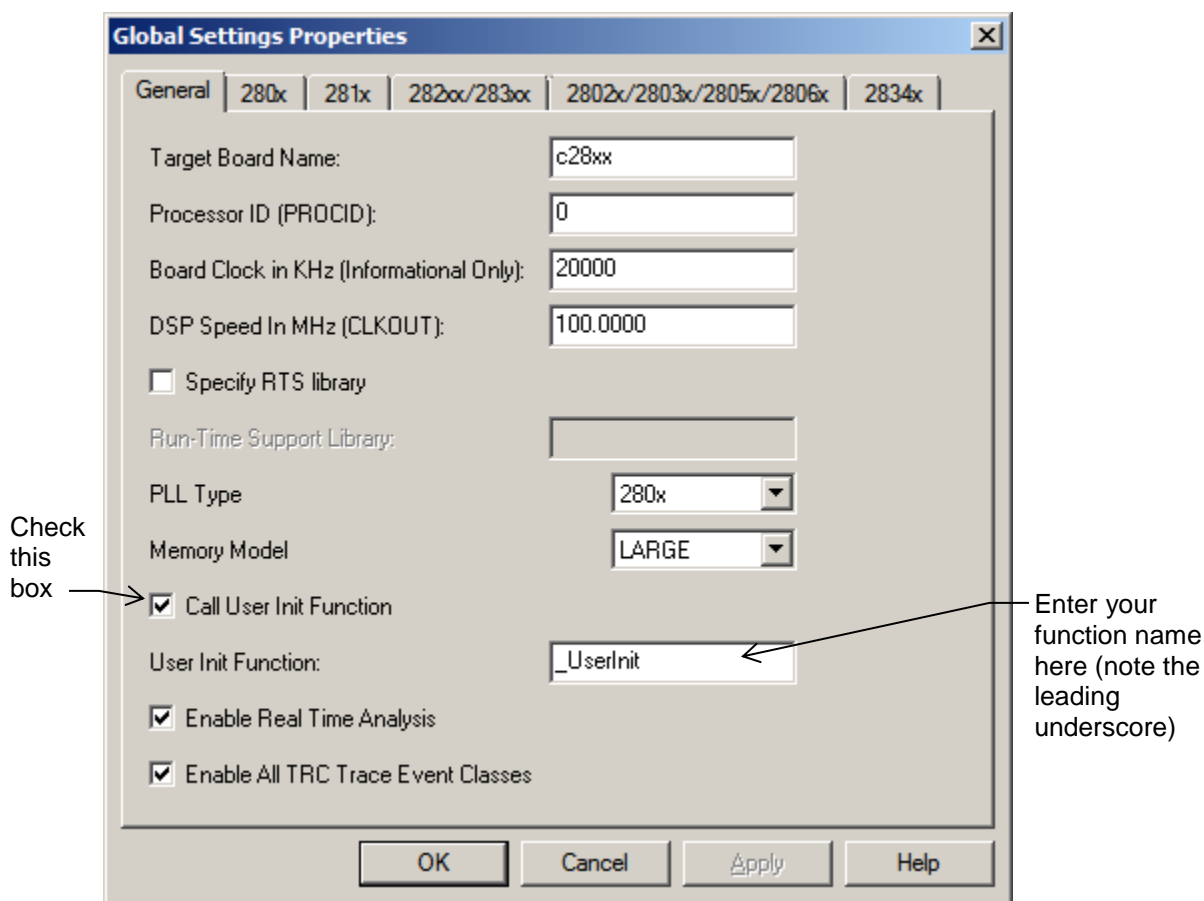 Global Settings Properties
General 280x 281x 282xx/283xx 2802x/2803x/2805x/2806x 2834x
Target Board Name: c28xx
Processor ID (PROCID): 0
Board Clock in KHz (Informational Only): 20000
DSP Speed In MHz (CLKOUT): 100.0000
Specify RTS library
Run-Time Support Library:
PLL Type 280x
Memory Model LARGE
Check
this
box
Call User Init Function
User Init Function: _UserInit
Enter your
function name
here (note the
leading
underscore)
Enable Real Time Analysis
Enable All TRC Trace Event Classes
OK Cancel Apply Help